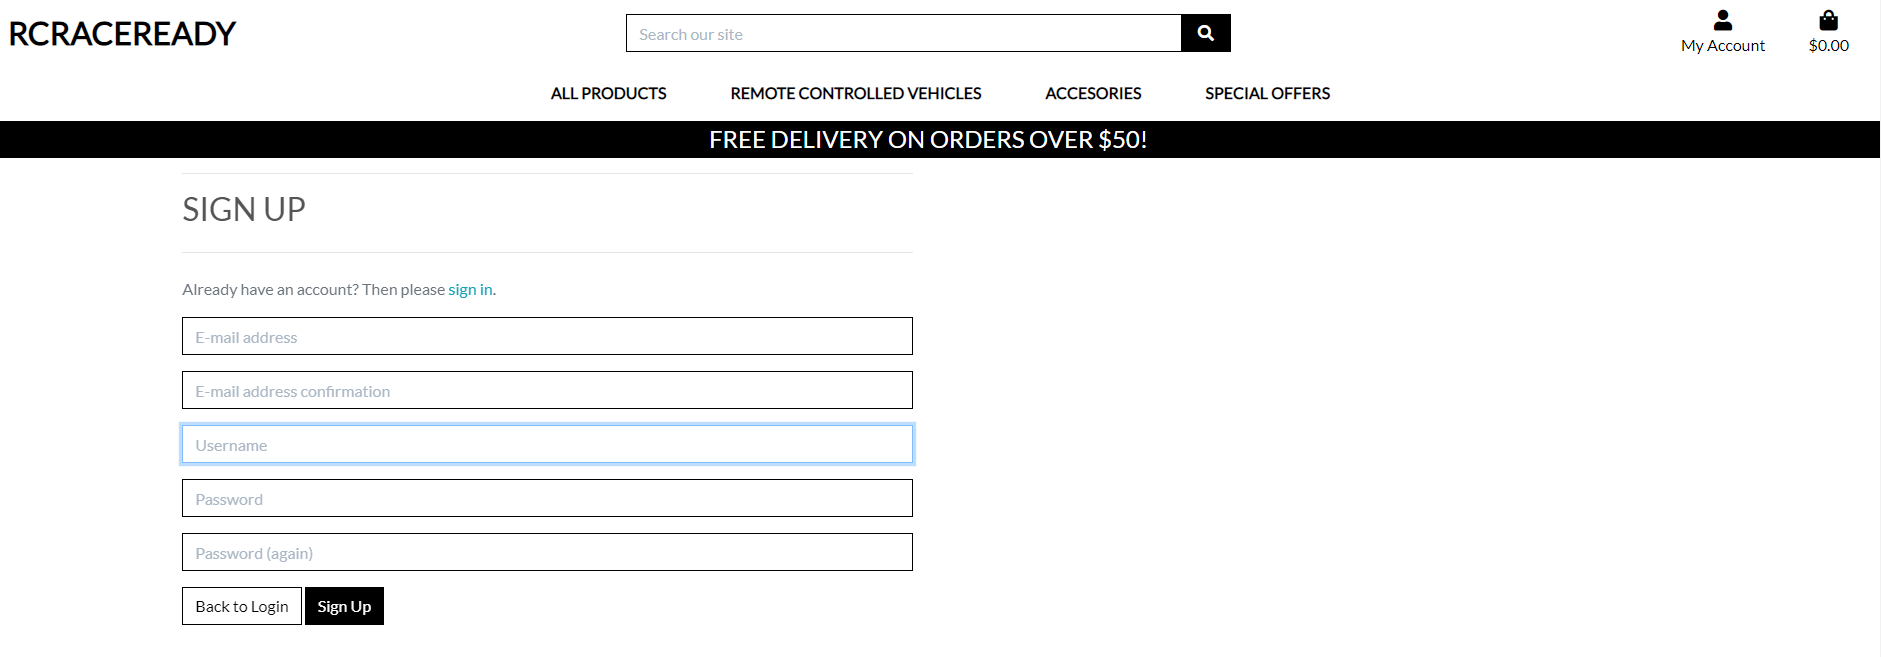 RCRACEREADY
Search our site
My Account
$0.00
ALL PRODUCTS REMOTE CONTROLLED VEHICLES ACCESORIES SPECIAL OFFERS
FREE DELIVERY ON ORDERS OVER $50!
SIGN UP
Already have an account? Then please sign in.
E-mail address
E-mail address confirmation
Username
Password
Password (again)
Back to Login Sign Up